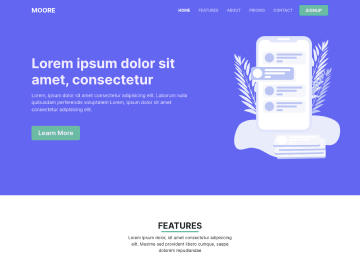 MOORE
HOME FEATURES ABOUT PRICING CONTACT SIGNUP
Lorem ipsum dolor sit
amet, consectetur
Lorem, ipsum dolor sit amet consectetur adipisicing elit. Laborum nulla
quibusdam perferendis voluptatem Lorem, ipsum dolor sit amet
consectetur adipisicing elit.
Learn More
FEATURES
Lorem ipsum dolor sit amet consectetur adipisicing
elit. Maxime sed provident libero cumque, saepe
dolorem repudiandae